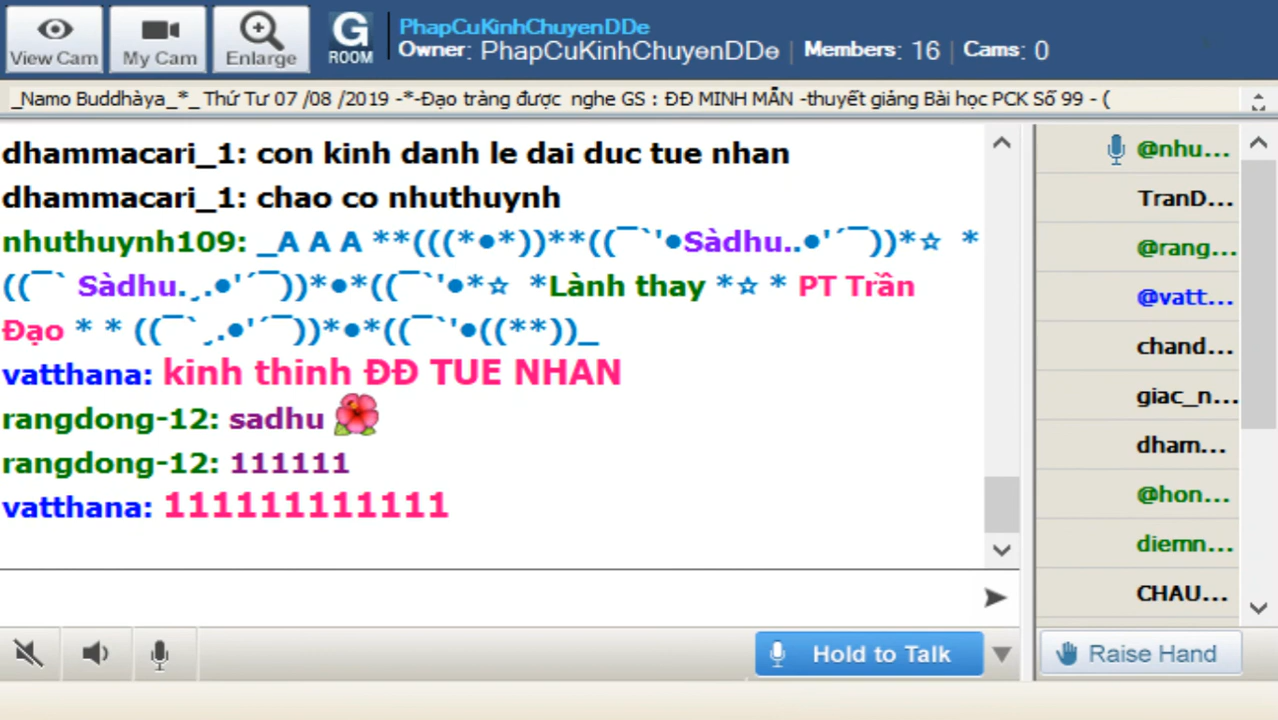 View Cam
My Cam
Enlarge
G
ROOM
PhapCuKinhChuyenDDe
Owner: PhapCuKinhChuyenDDe | Members: 16 | Cams: 0
_Namo Buddhàya_*_ Thứ Tư 07 /08 /2019 -*-Đạo tràng được nghe GS : ĐĐ MINH MẪN -thuyết giảng Bài học PCK Số 99 - (
dhammacari_1: con kinh danh le dai duc tue nhan
dhammacari_1: chao co nhuthuynh
nhuthuynh109: _A A A **(((*●*))**((¯`'●Sàdhu..●'´¯))*☆ *
((¯` Sàdhu.¸.●'´¯))*●*((¯`'●*☆ *Lành thay *☆ * PT Trần
Đạo * * ((¯`¸.●'´¯))*●*((¯`'●((**))_
vatthana: kinh thinh ĐĐ TUE NHAN
rangdong-12: sadhu
rangdong-12: 111111
vatthana: 111111111111
@nhu...
TranD...
@rang...
@vatt...
chand...
giac_n...
dham...
@hon...
diemn...
CHAU...
Hold to Talk
Raise Hand